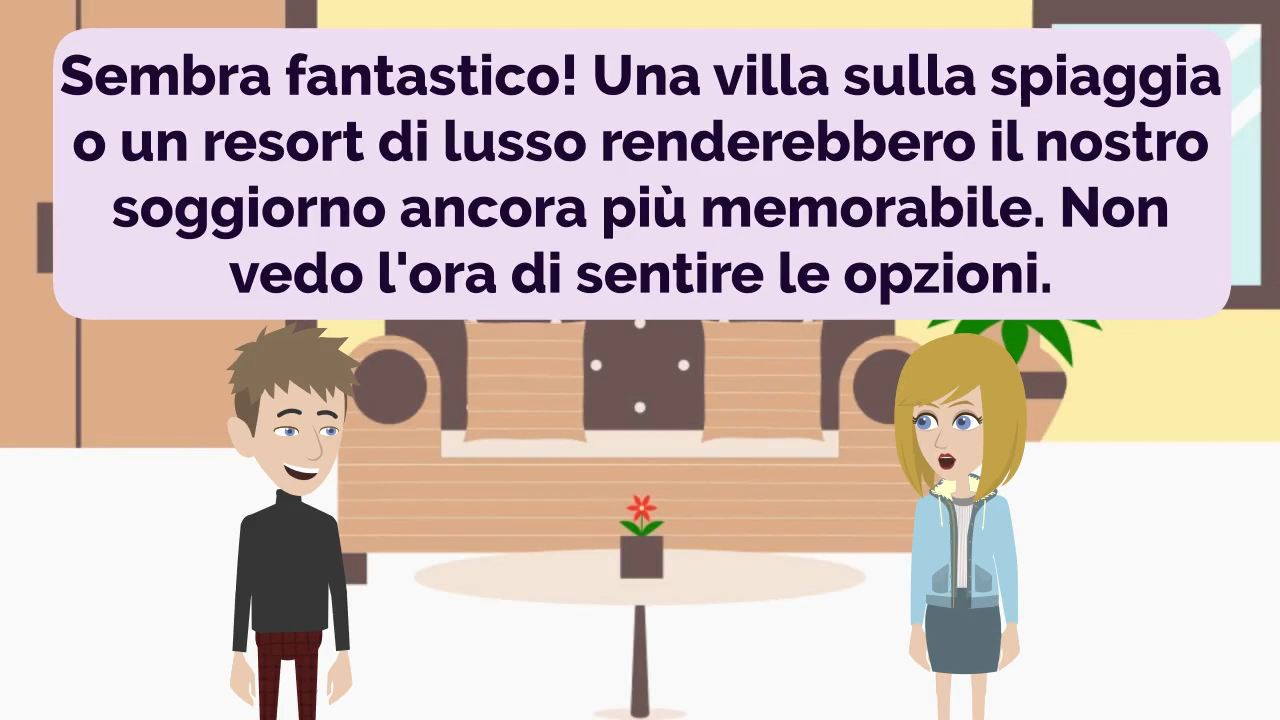 Sembra fantastico! Una villa sulla spiaggia
o un resort di lusso renderebbero il nostro
soggiorno ancora più memorabile. Non
vedo l'ora di sentire le opzioni.